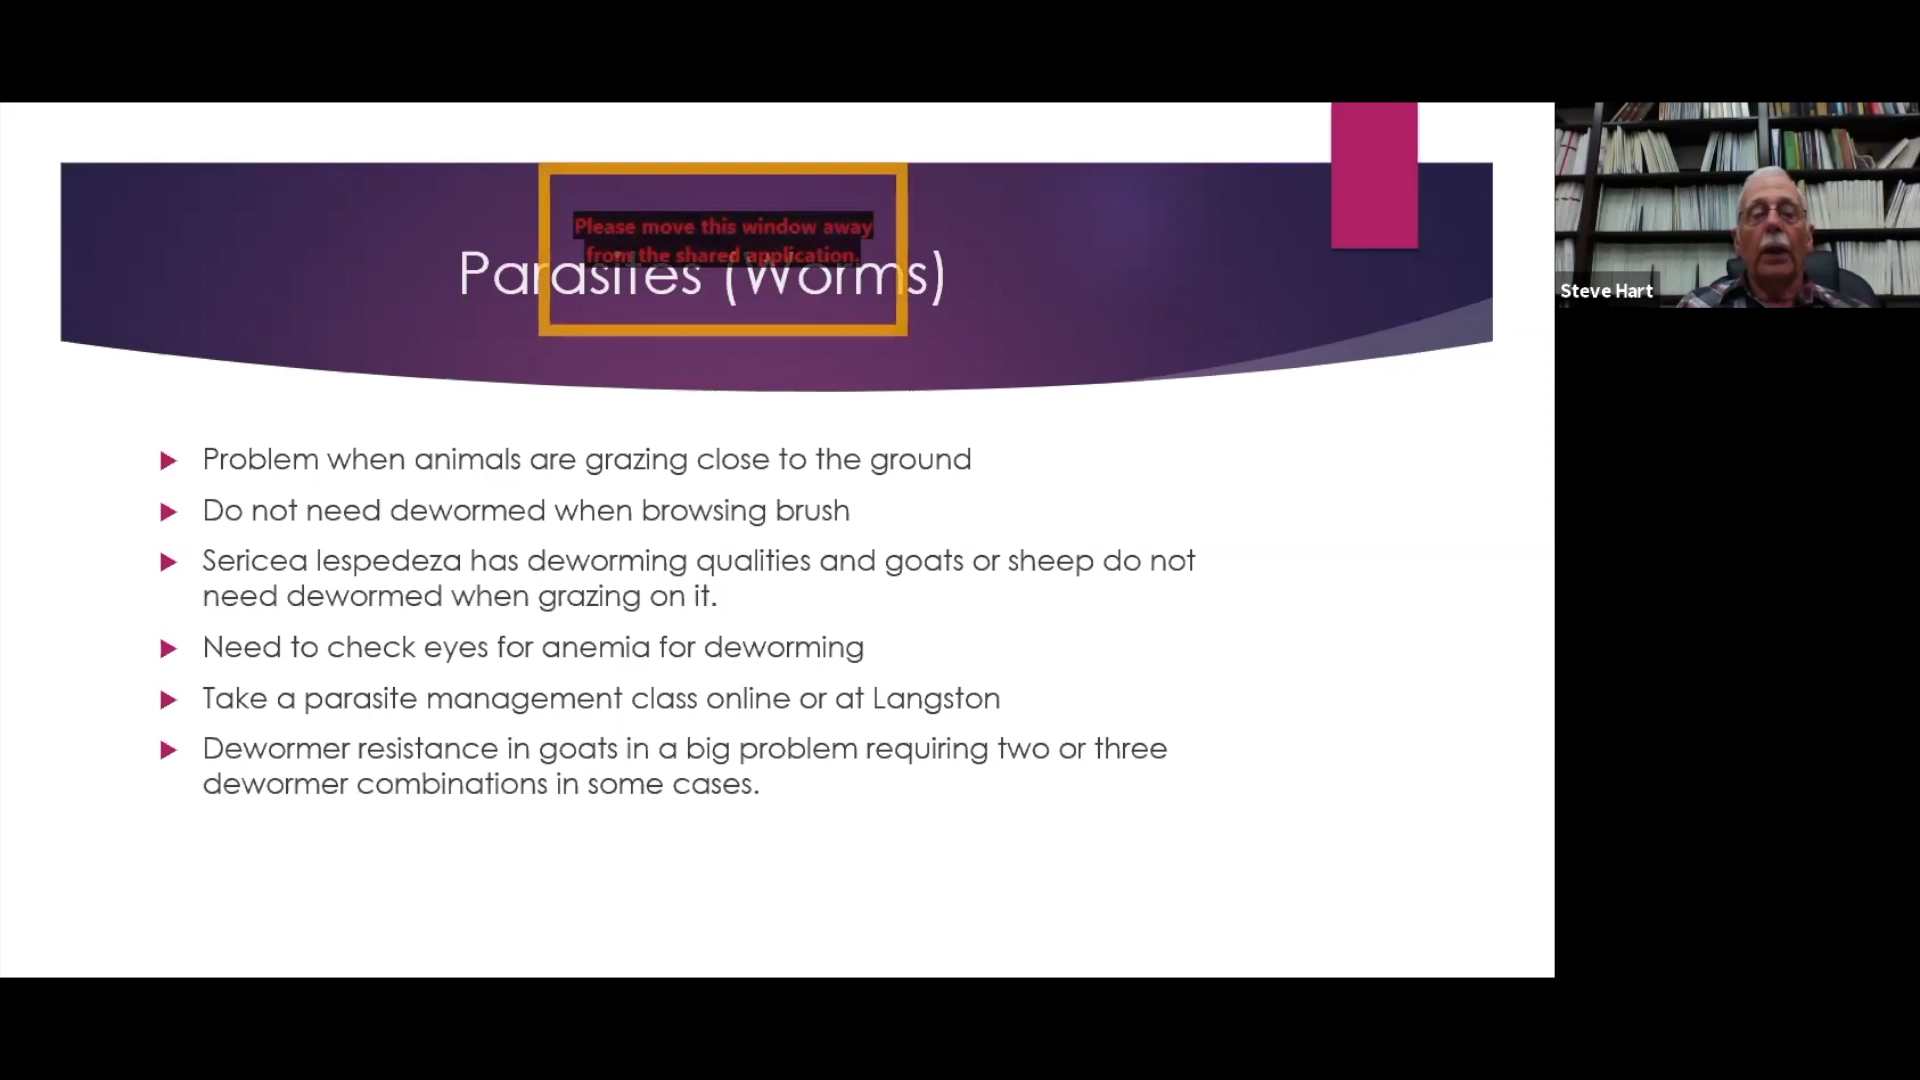 Please move this window away
from the shared application.
Parasites (Worms)
Steve Hart
Problem when animals are grazing close to the ground
Do not need dewormed when browsing brush
Sericea lespedeza has deworming qualities and goats or sheep do not
need dewormed when grazing on it.
Need to check eyes for anemia for deworming
Take a parasite management class online or at Langston
Dewormer resistance in goats in a big problem requiring two or three
dewormer combinations in some cases.